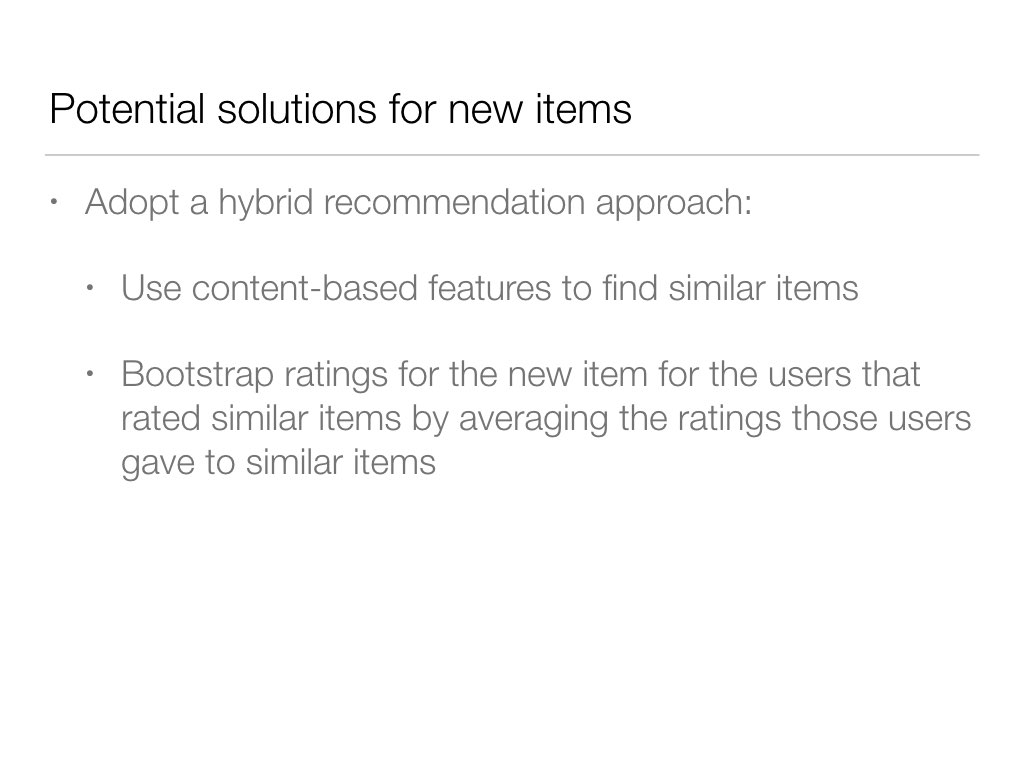 Potential solutions for new items
• Adopt a hybrid recommendation approach:
• Use content-based features to find similar items
• Bootstrap ratings for the new item for the users that
rated similar items by averaging the ratings those users
gave to similar items